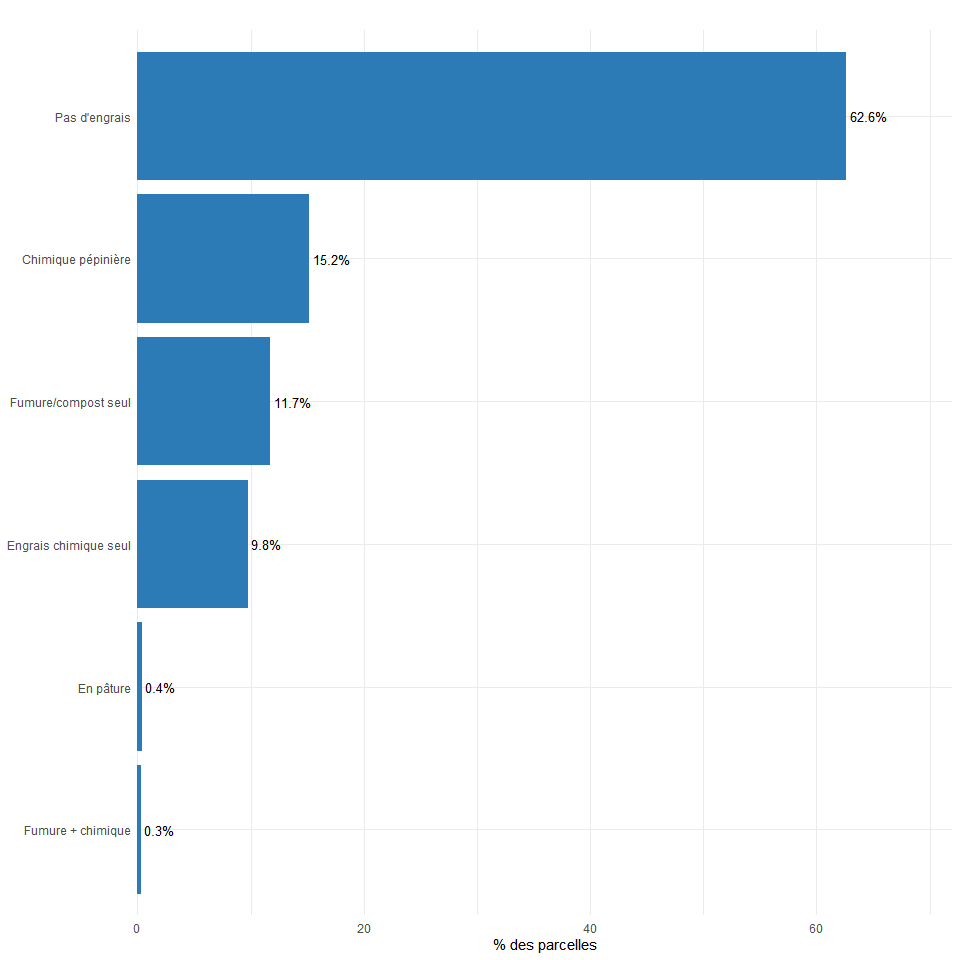 Pas d'engrais
62.6%
Chimique pépinière
15.2%
Fumure/compost seul
11.7%
Engrais chimique seul
9.8%
En pâture
0.4%
Fumure + chimique
0.3%
0 20 40 60
% des parcelles